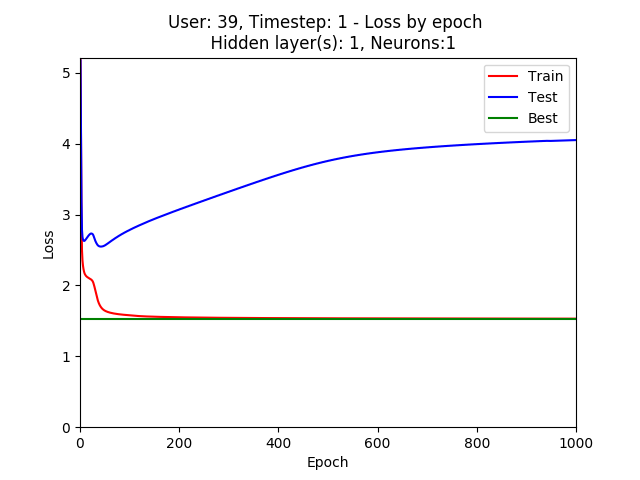 User: 39, Timestep: 1 - Loss by epoch
Hidden layer(s): 1, Neurons:1
Train
Test
Best
5
4
3
2
1
0
Loss
0 200 400 600 800 1000
Epoch